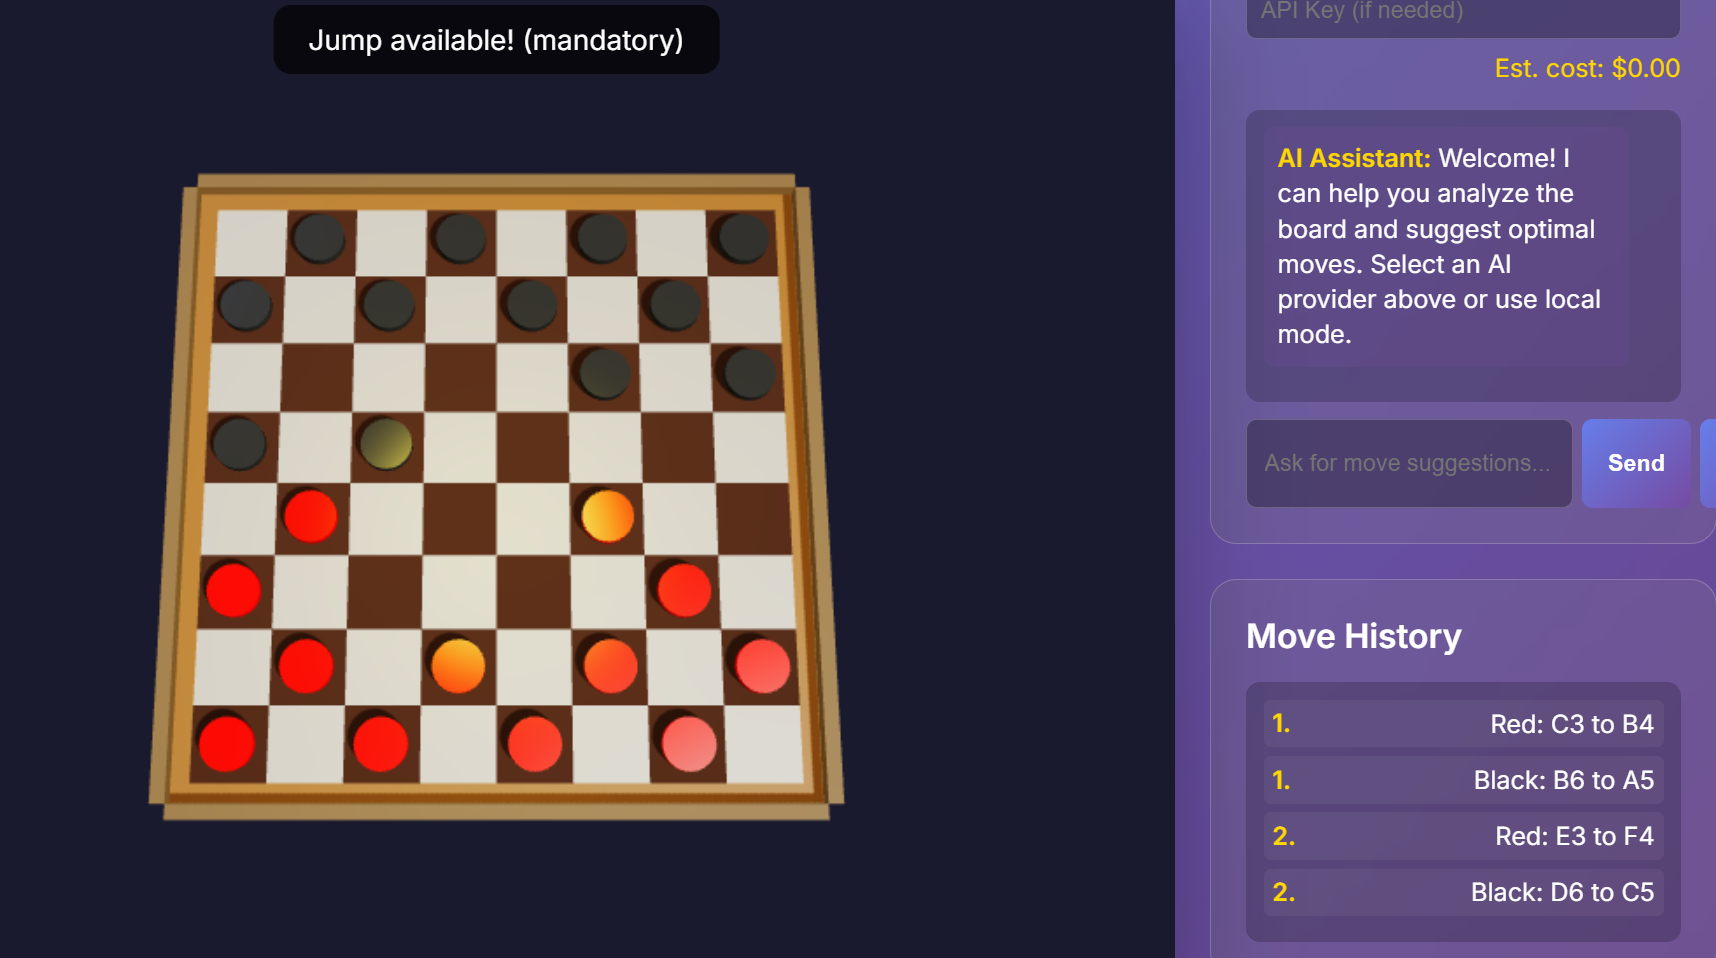 Jump available! (mandatory)
API Key (if needed)
Est. cost: $0.00
AI Assistant: Welcome! I
can help you analyze the
board and suggest optimal
moves. Select an AI
provider above or use local
mode.
Ask for move suggestions...
Send
Move History
1. Red: C3 to B4
1. Black: B6 to A5
2. Red: E3 to F4
2. Black: D6 to C5